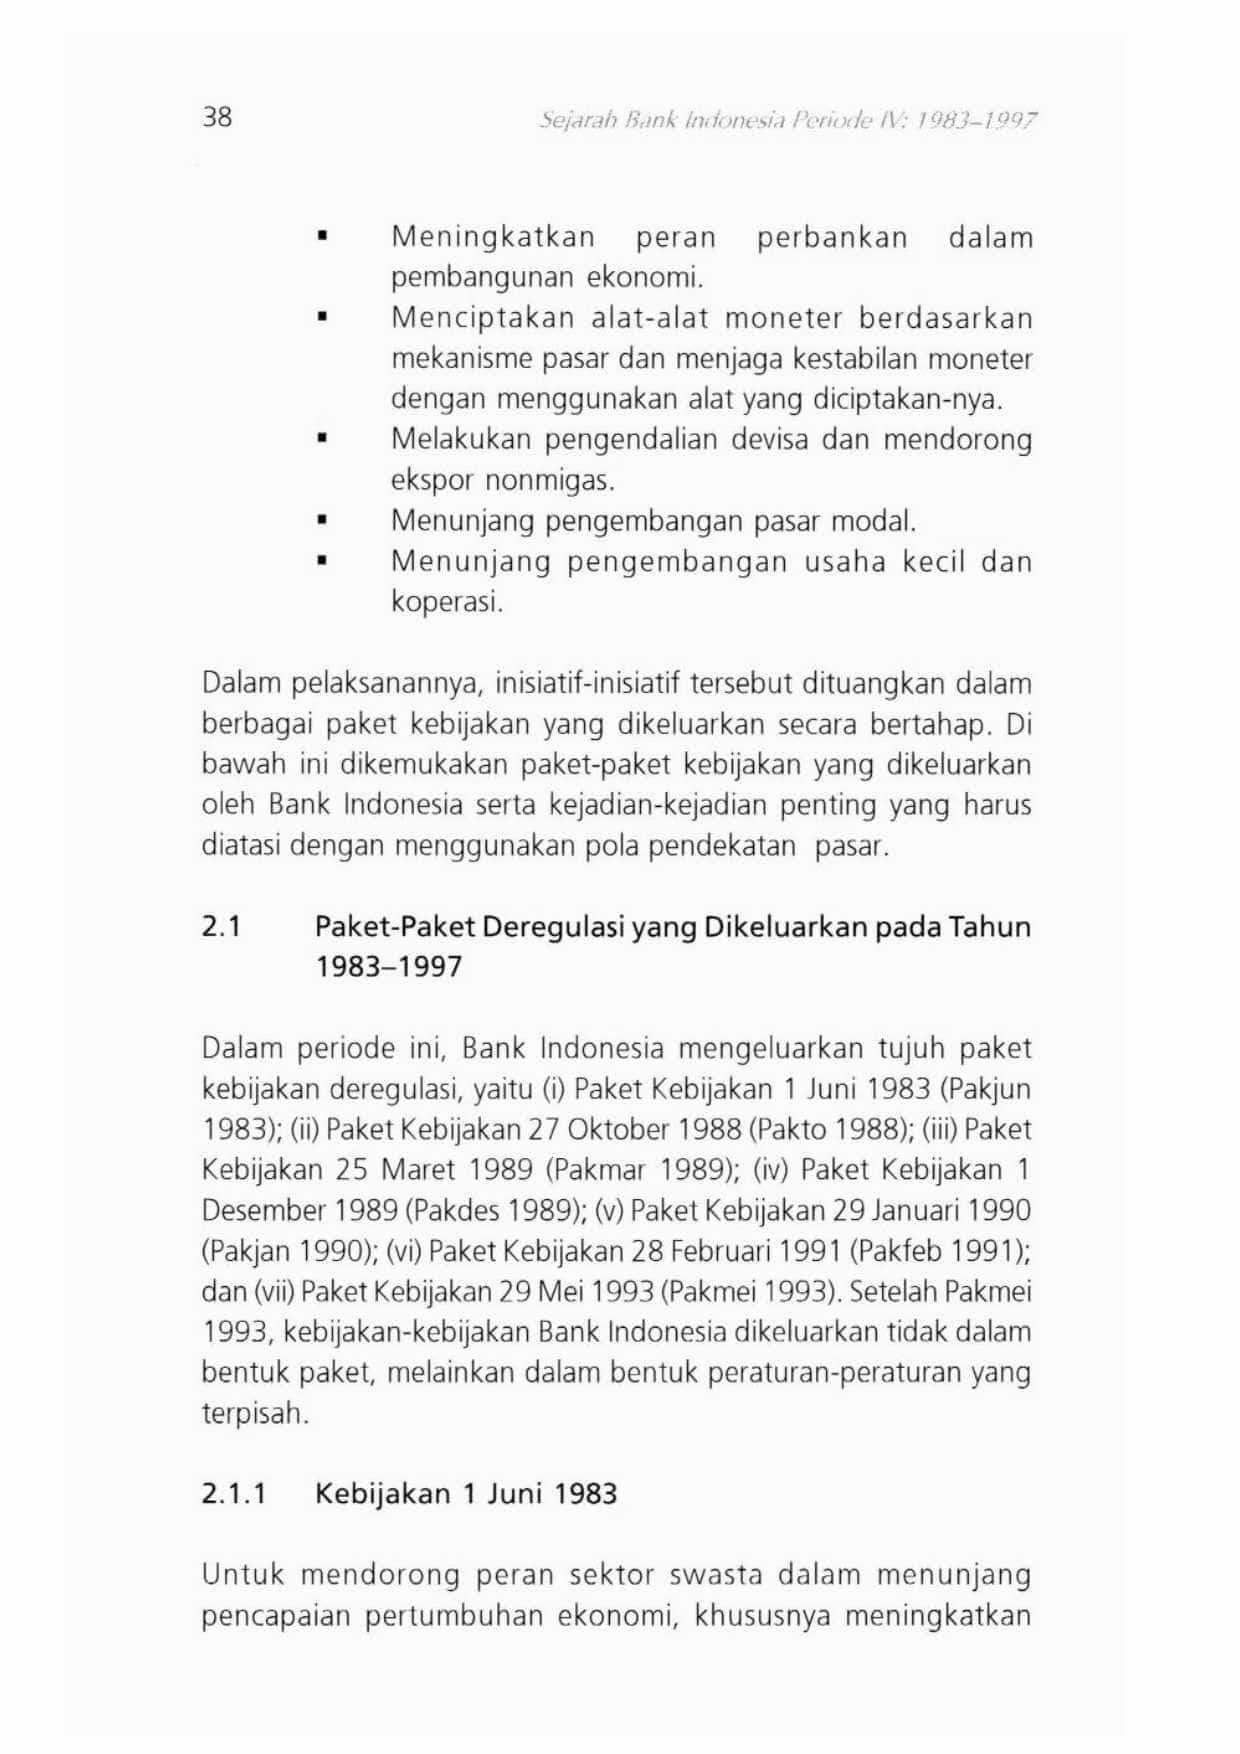 38
Sejarah Bank Indonesia Periode IV: 1983–1997
▪ Meningkatkan peran perbankan dalam
pembangunan ekonomi.
▪ Menciptakan alat-alat moneter berdasarkan
mekanisme pasar dan menjaga kestabilan moneter
dengan menggunakan alat yang diciptakan-nya.
▪ Melakukan pengendalian devisa dan mendorong
ekspor nonmigas.
▪ Menunjang pengembangan pasar modal.
▪ Menunjang pengembangan usaha kecil dan
koperasi.
Dalam pelaksanannya, inisiatif-inisiatif tersebut dituangkan dalam
berbagai paket kebijakan yang dikeluarkan secara bertahap. Di
bawah ini dikemukakan paket-paket kebijakan yang dikeluarkan
oleh Bank Indonesia serta kejadian-kejadian penting yang harus
diatasi dengan menggunakan pola pendekatan pasar.
2.1 Paket-Paket Deregulasi yang Dikeluarkan pada Tahun
1983–1997
Dalam periode ini, Bank Indonesia mengeluarkan tujuh paket
kebijakan deregulasi, yaitu (i) Paket Kebijakan 1 Juni 1983 (Pakjun
1983); (ii) Paket Kebijakan 27 Oktober 1988 (Pakto 1988); (iii) Paket
Kebijakan 25 Maret 1989 (Pakmar 1989); (iv) Paket Kebijakan 1
Desember 1989 (Pakdes 1989); (v) Paket Kebijakan 29 Januari 1990
(Pakjan 1990); (vi) Paket Kebijakan 28 Februari 1991 (Pakfeb 1991);
dan (vii) Paket Kebijakan 29 Mei 1993 (Pakmei 1993). Setelah Pakmei
1993, kebijakan-kebijakan Bank Indonesia dikeluarkan tidak dalam
bentuk paket, melainkan dalam bentuk peraturan-peraturan yang
terpisah.
2.1.1 Kebijakan 1 Juni 1983
Untuk mendorong peran sektor swasta dalam menunjang
pencapaian pertumbuhan ekonomi, khususnya meningkatkan